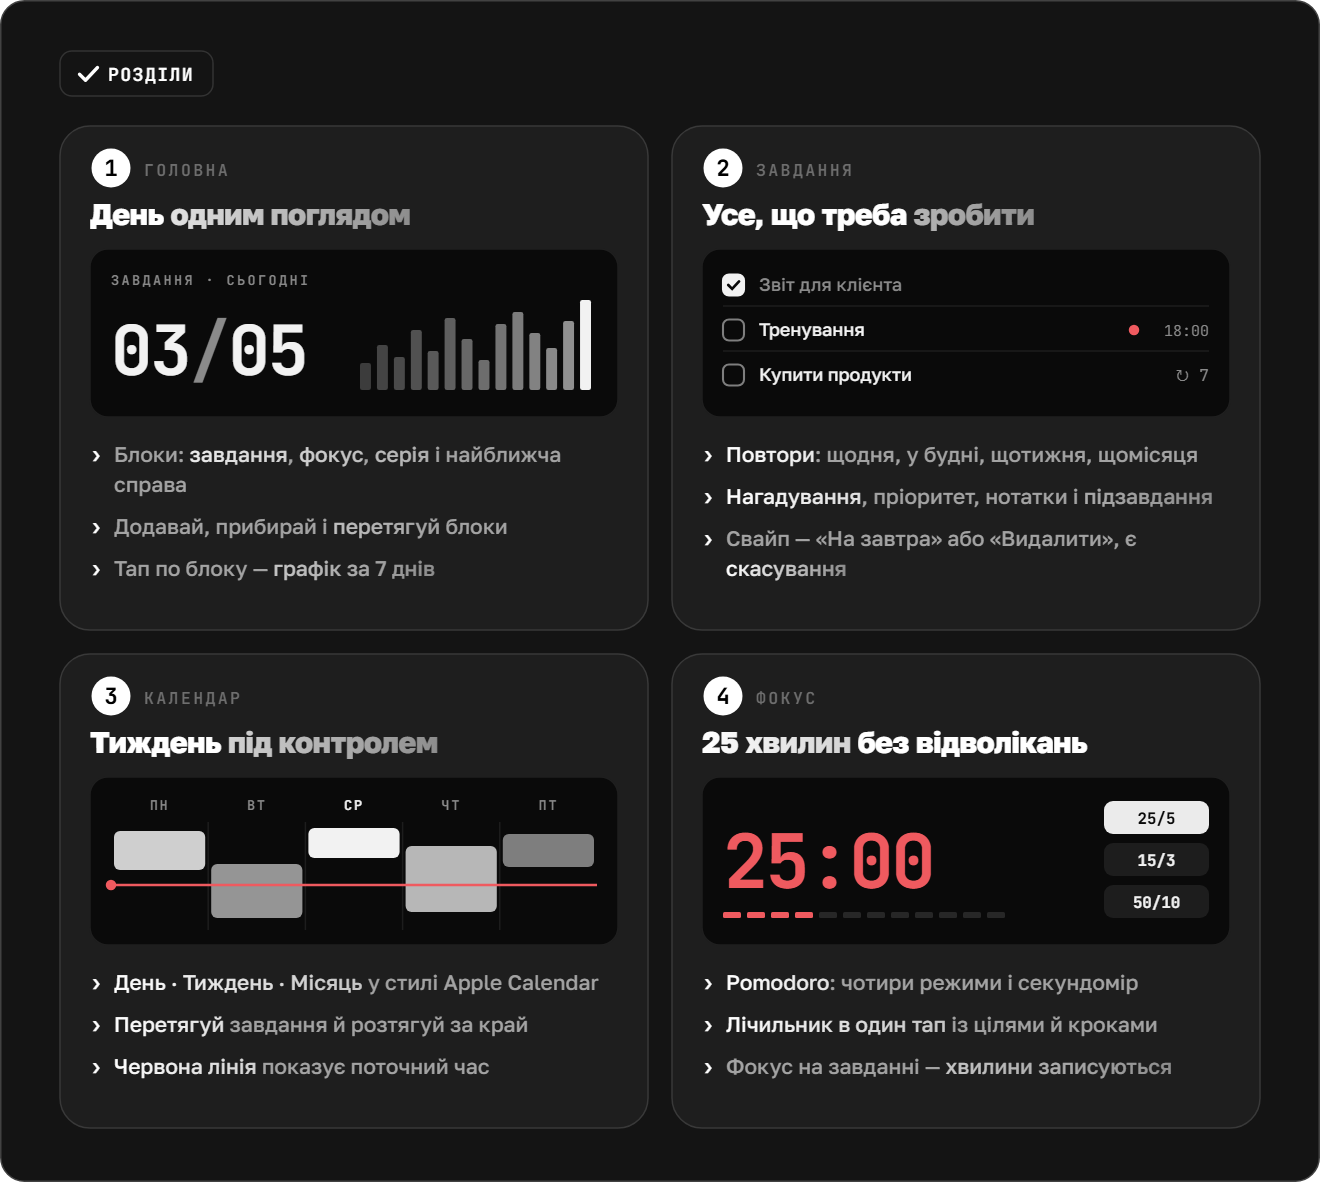 РОЗДІЛИ
1 ГОЛОВНА
День одним поглядом
ЗАВДАННЯ · СЬОГОДНІ
03/05
› Блоки: завдання, фокус, серія і найближча
справа
› Додавай, прибирай і перетягуй блоки
› Тап по блоку — графік за 7 днів
2 ЗАВДАННЯ
Усе, що треба зробити
Звіт для клієнта
Тренування 18:00
Купити продукти ↻ 7
› Повтори: щодня, у будні, щотижня, щомісяця
› Нагадування, пріоритет, нотатки і підзавдання
› Свайп — «На завтра» або «Видалити», є
скасування
3 КАЛЕНДАР
Тиждень під контролем
ПН ВТ СР ЧТ ПТ
› День · Тиждень · Місяць у стилі Apple Calendar
› Перетягуй завдання й розтягуй за край
› Червона лінія показує поточний час
4 ФОКУС
25 хвилин без відволікань
25:00
25/5
15/3
50/10
› Pomodoro: чотири режими і секундомір
› Лічильник в один тап із цілями й кроками
› Фокус на завданні — хвилини записуються